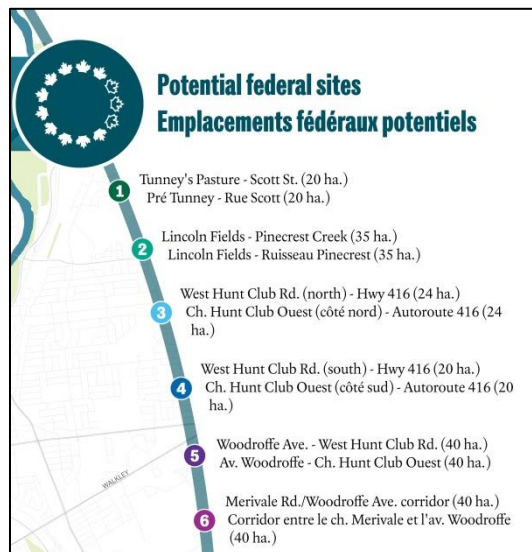 Potential federal sites
Emplacements fédéraux potentiels
1
Tunney's Pasture - Scott St. (20 ha.)
Pré Tunney - Rue Scott (20 ha.)
2
Lincoln Fields - Pinecrest Creek (35 ha.)
Lincoln Fields - Ruisseau Pinecrest (35 ha.)
3
West Hunt Club Rd. (north) - Hwy 416 (24 ha.)
Ch. Hunt Club Ouest (côté nord) - Autoroute 416 (24
ha.)
4
West Hunt Club Rd. (south) - Hwy 416 (20 ha.)
Ch. Hunt Club Ouest (côté sud) - Autoroute 416 (20
ha.)
5
Woodroffe Ave. - West Hunt Club Rd. (40 ha.)
Av. Woodroffe - Ch. Hunt Club Ouest (40 ha.)
WALKLEY
6
Merivale Rd./Woodroffe Ave. corridor (40 ha.)
Corridor entre le ch. Merivale et l'av. Woodroffe
(40 ha.)